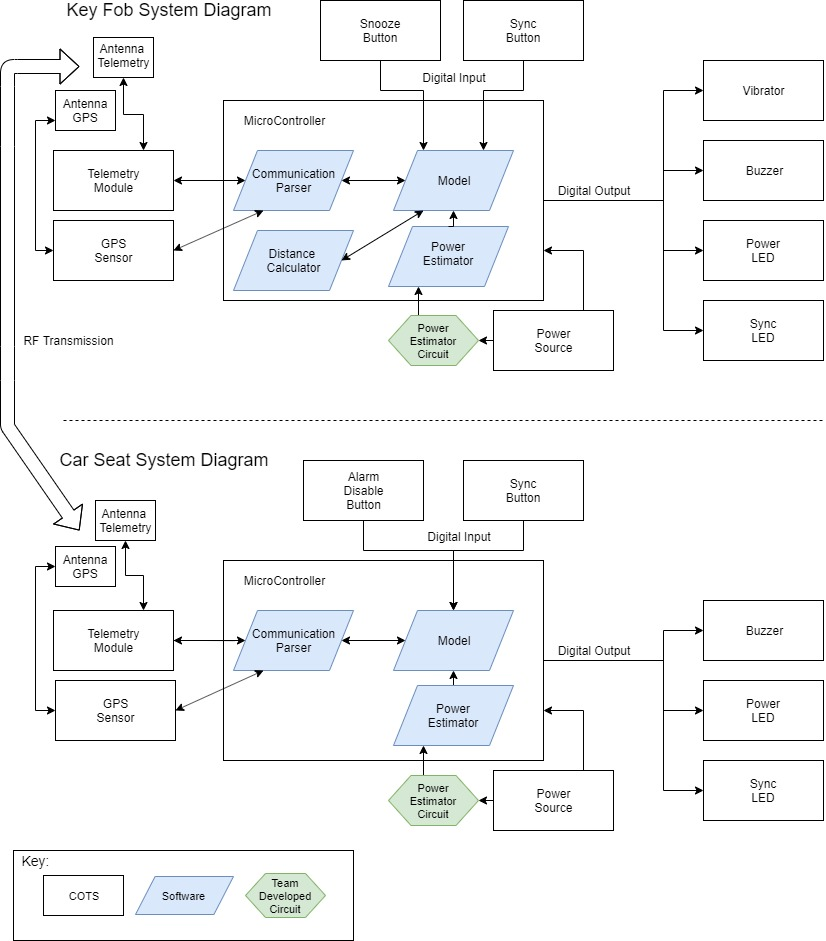 Key Fob System Diagram
Snooze
Button
Sync
Button
Antenna
Telemetry
Digital Input
Antenna
GPS
Vibrator
MicroController
Telemetry
Module
Communication
Parser
Model
Buzzer
Digital Output
GPS
Sensor
Distance
Calculator
Power
Estimator
Power
LED
RF Transmission
Power
Estimator
Circuit
Power
Source
Sync
LED
Car Seat System Diagram
Alarm
Disable
Button
Sync
Button
Antenna
Telemetry
Digital Input
Antenna
GPS
MicroController
Telemetry
Module
Communication
Parser
Model
Buzzer
Digital Output
GPS
Sensor
Power
Estimator
Power
LED
Power
Estimator
Circuit
Power
Source
Sync
LED
Key:
COTS
Software
Team
Developed
Circuit